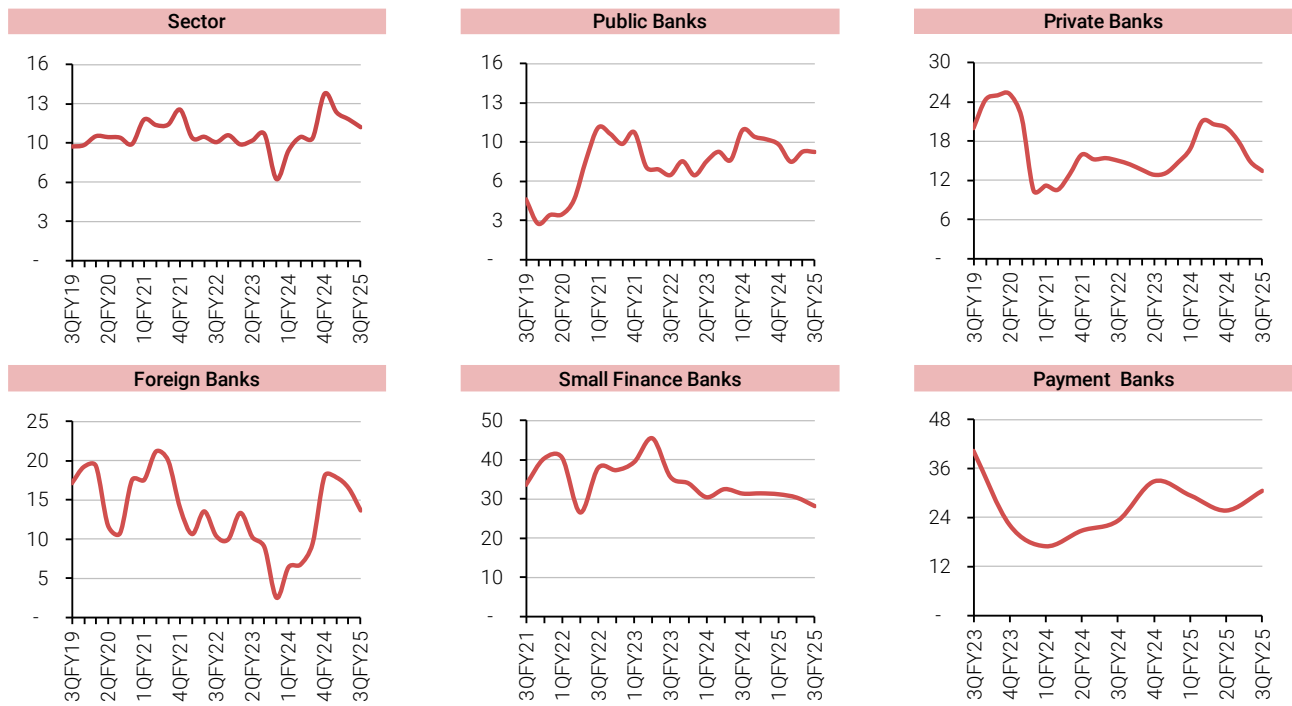 Sector
16
13
10
6
3
-
3QFY19
2QFY20
1QFY21
4QFY21
3QFY22
2QFY23
1QFY24
4QFY24
3QFY25
Public Banks
16
13
10
6
3
-
3QFY19
2QFY20
1QFY21
4QFY21
3QFY22
2QFY23
1QFY24
4QFY24
3QFY25
Private Banks
30
24
18
12
6
-
3QFY19
2QFY20
1QFY21
4QFY21
3QFY22
2QFY23
1QFY24
4QFY24
3QFY25
Foreign Banks
25
20
15
10
5
-
3QFY19
2QFY20
1QFY21
4QFY21
3QFY22
2QFY23
1QFY24
4QFY24
3QFY25
Small Finance Banks
50
40
30
20
10
-
3QFY21
1QFY22
3QFY22
1QFY23
3QFY23
1QFY24
3QFY24
1QFY25
3QFY25
Payment Banks
48
36
24
12
-
3QFY23
4QFY23
1QFY24
2QFY24
3QFY24
4QFY24
1QFY25
2QFY25
3QFY25